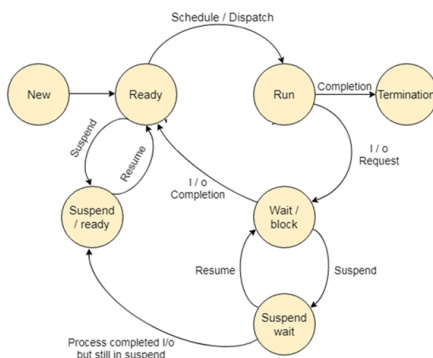 Schedule / Dispatch
New
Ready
Run
Completion
Termination
Suspend
Resume
I / o
Request
I / o
Completion
Suspend
/ ready
Wait /
block
Resume
Suspend
Suspend
wait
Process completed I/o
but still in suspend